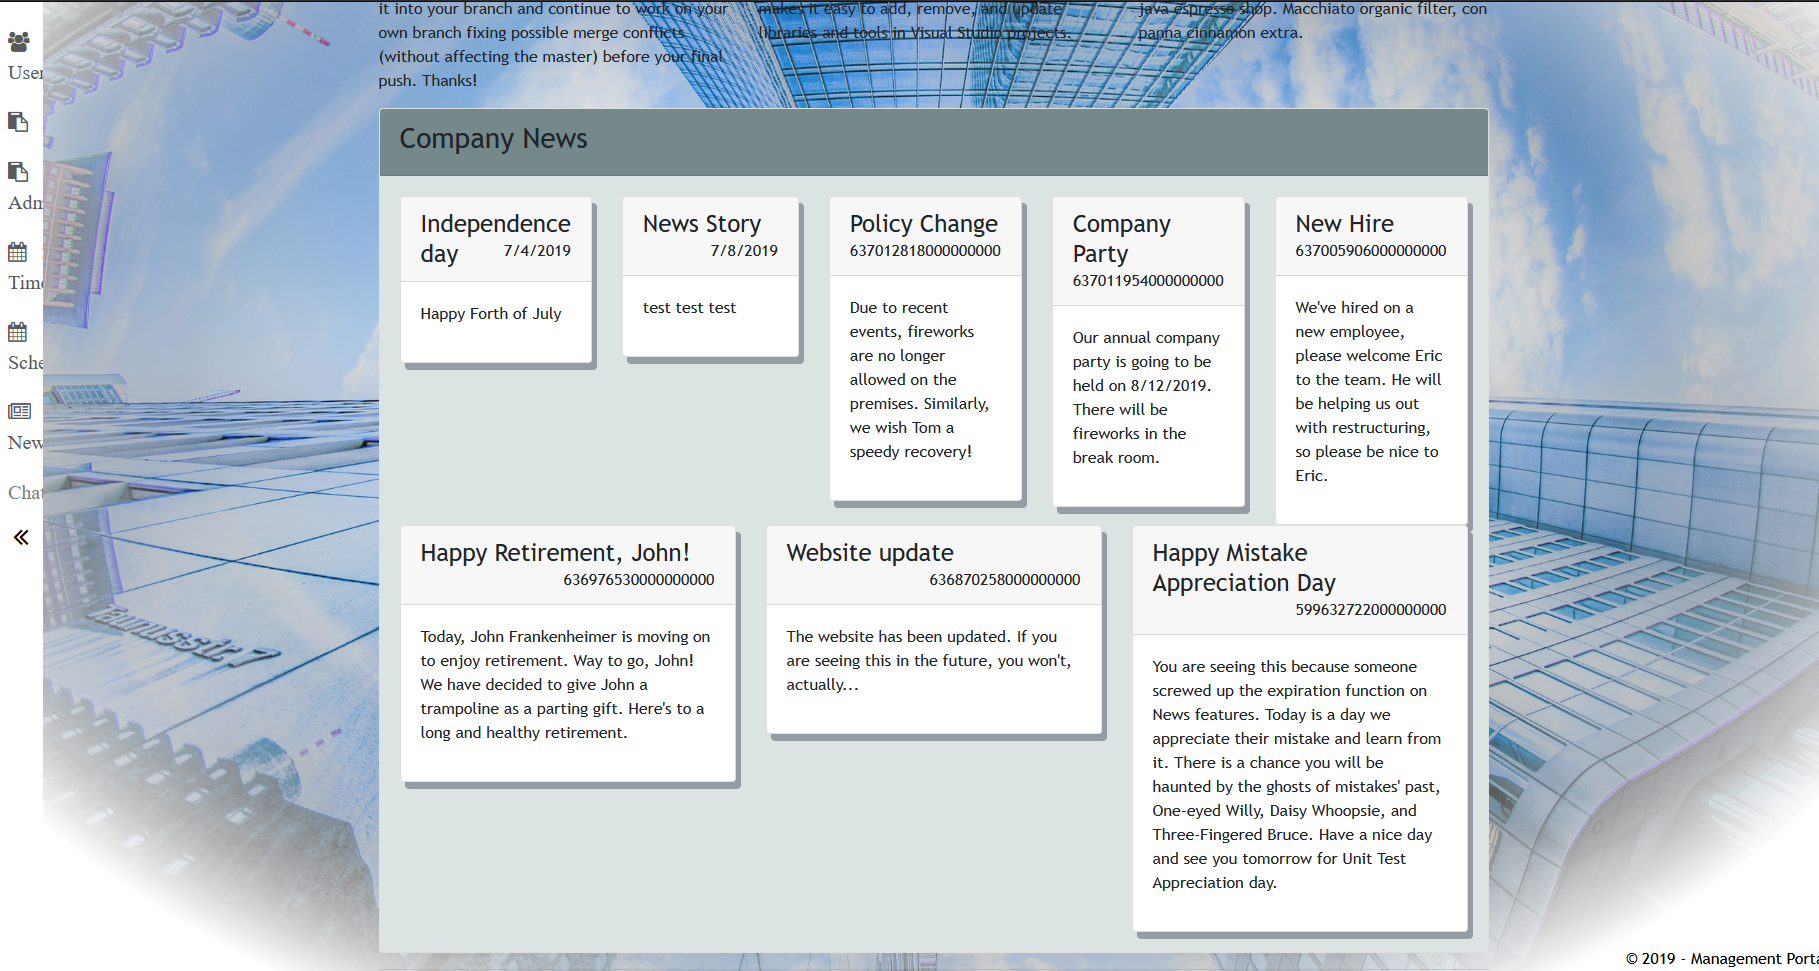 it into your branch and continue to work on your
own branch fixing possible merge conflicts
(without affecting the master) before your final
push. Thanks!
makes it easy to add, remove, and update
libraries and tools in Visual Studio projects.
java espresso shop. Macchiato organic filter, con
panna cinnamon extra.
User
Adm
Time
Sche
New
Chat
Company News
Independence
day 7/4/2019
Happy Forth of July
News Story
7/8/2019
test test test
Policy Change
637012818000000000
Due to recent
events, fireworks
are no longer
allowed on the
premises. Similarly,
we wish Tom a
speedy recovery!
Company
Party
637011954000000000
Our annual company
party is going to be
held on 8/12/2019.
There will be
fireworks in the
break room.
New Hire
637005906000000000
We've hired on a
new employee,
please welcome Eric
to the team. He will
be helping us out
with restructuring,
so please be nice to
Eric.
Happy Retirement, John!
636976530000000000
Today, John Frankenheimer is moving on
to enjoy retirement. Way to go, John!
We have decided to give John a
trampoline as a parting gift. Here's to a
long and healthy retirement.
Website update
636870258000000000
The website has been updated. If you
are seeing this in the future, you won't,
actually...
Happy Mistake
Appreciation Day
599632722000000000
You are seeing this because someone
screwed up the expiration function on
News features. Today is a day we
appreciate their mistake and learn from
it. There is a chance you will be
haunted by the ghosts of mistakes' past,
One-eyed Willy, Daisy Whoopsie, and
Three-Fingered Bruce. Have a nice day
and see you tomorrow for Unit Test
Appreciation day.
Taunusstr. 7
© 2019 - Management Porta